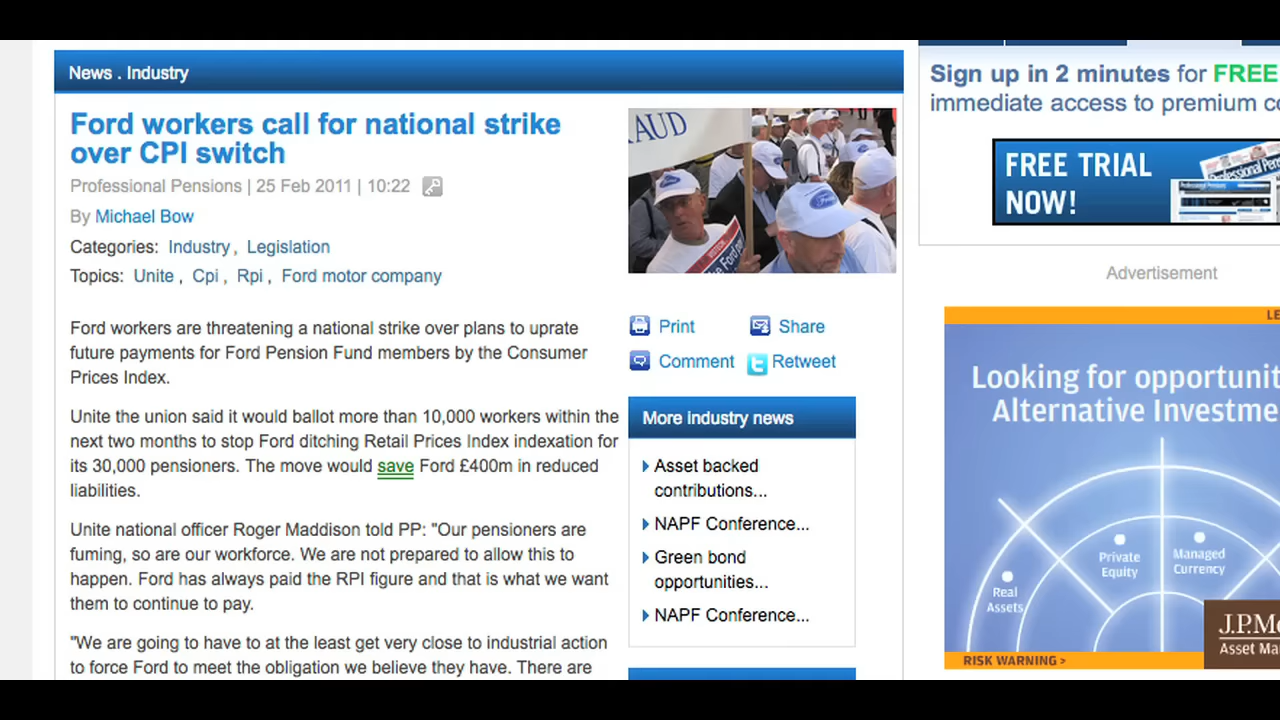 News . Industry
Ford workers call for national strike
over CPI switch
Professional Pensions | 25 Feb 2011 | 10:22
By Michael Bow
Categories: Industry , Legislation
Topics: Unite , Cpi , Rpi , Ford motor company
Ford workers are threatening a national strike over plans to uprate
future payments for Ford Pension Fund members by the Consumer
Prices Index.
Unite the union said it would ballot more than 10,000 workers within the
next two months to stop Ford ditching Retail Prices Index indexation for
its 30,000 pensioners. The move would save Ford £400m in reduced
liabilities.
Unite national officer Roger Maddison told PP: "Our pensioners are
fuming, so are our workforce. We are not prepared to allow this to
happen. Ford has always paid the RPI figure and that is what we want
them to continue to pay.
"We are going to have to at the least get very close to industrial action
to force Ford to meet the obligation we believe they have. There are
AUD
Ford
Print
Share
Comment
Retweet
More industry news
Asset backed
contributions...
NAPF Conference...
Green bond
opportunities...
NAPF Conference...
Sign up in 2 minutes for FREE
immediate access to premium co
FREE TRIAL
NOW!
Advertisement
LE
Looking for opportunit
Alternative Investme
Private
Equity
Managed
Currency
Real
Assets
J.P.Mo
Asset Ma
RISK WARNING >